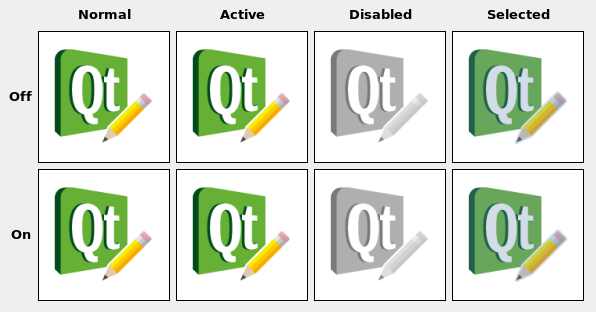 Normal Active Disabled Selected
Off Qt Qt Qt Qt
On Qt Qt Qt Qt